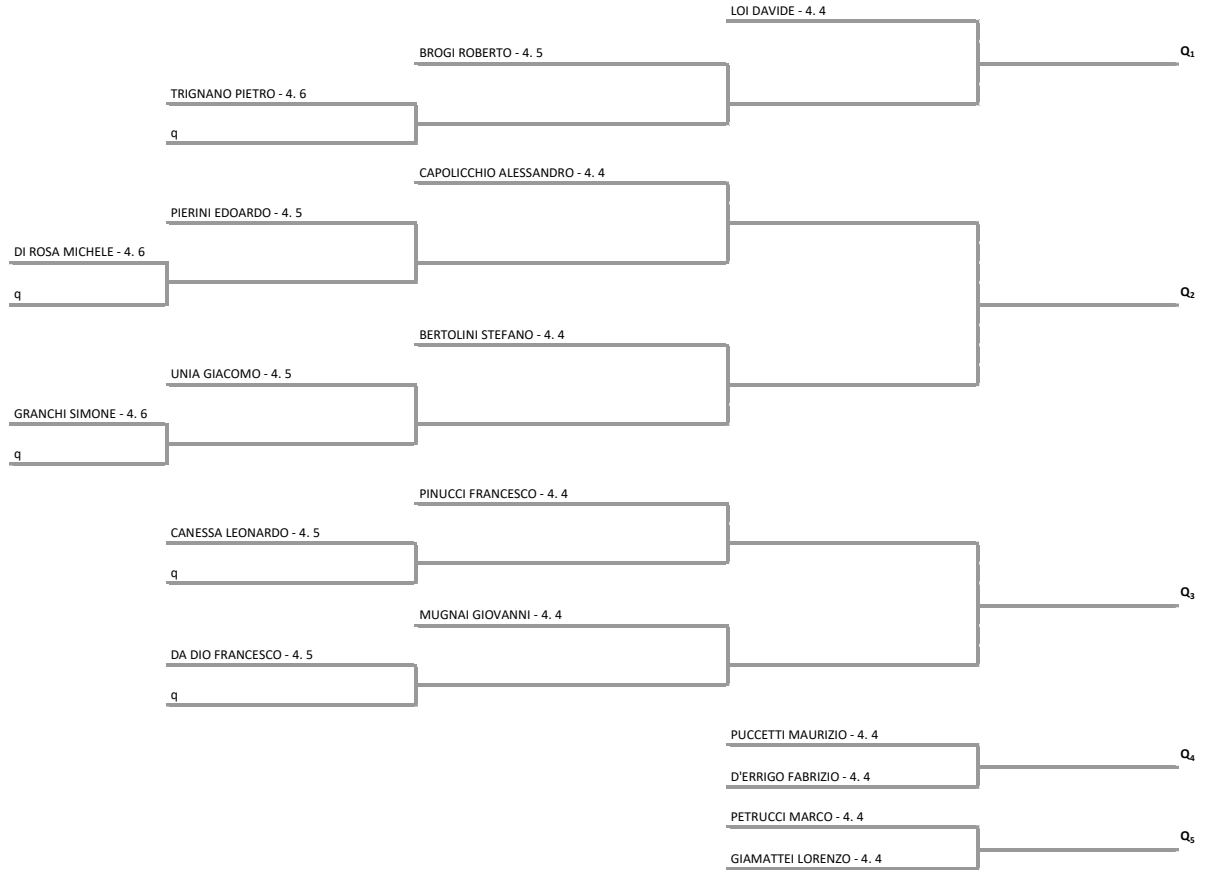 LOI DAVIDE - 4. 4
BROGI ROBERTO - 4. 5
Q₁
TRIGNANO PIETRO - 4. 6
q
CAPOLICCHIO ALESSANDRO - 4. 4
PIERINI EDOARDO - 4. 5
DI ROSA MICHELE - 4. 6
q
Q₂
BERTOLINI STEFANO - 4. 4
UNIA GIACOMO - 4. 5
GRANCHI SIMONE - 4. 6
q
PINUCCI FRANCESCO - 4. 4
CANESSA LEONARDO - 4. 5
q
Q₃
MUGNAI GIOVANNI - 4. 4
DA DIO FRANCESCO - 4. 5
q
PUCCETTI MAURIZIO - 4. 4
Q₄
D'ERRIGO FABRIZIO - 4. 4
PETRUCCI MARCO - 4. 4
Q₅
GIAMATTEI LORENZO - 4. 4